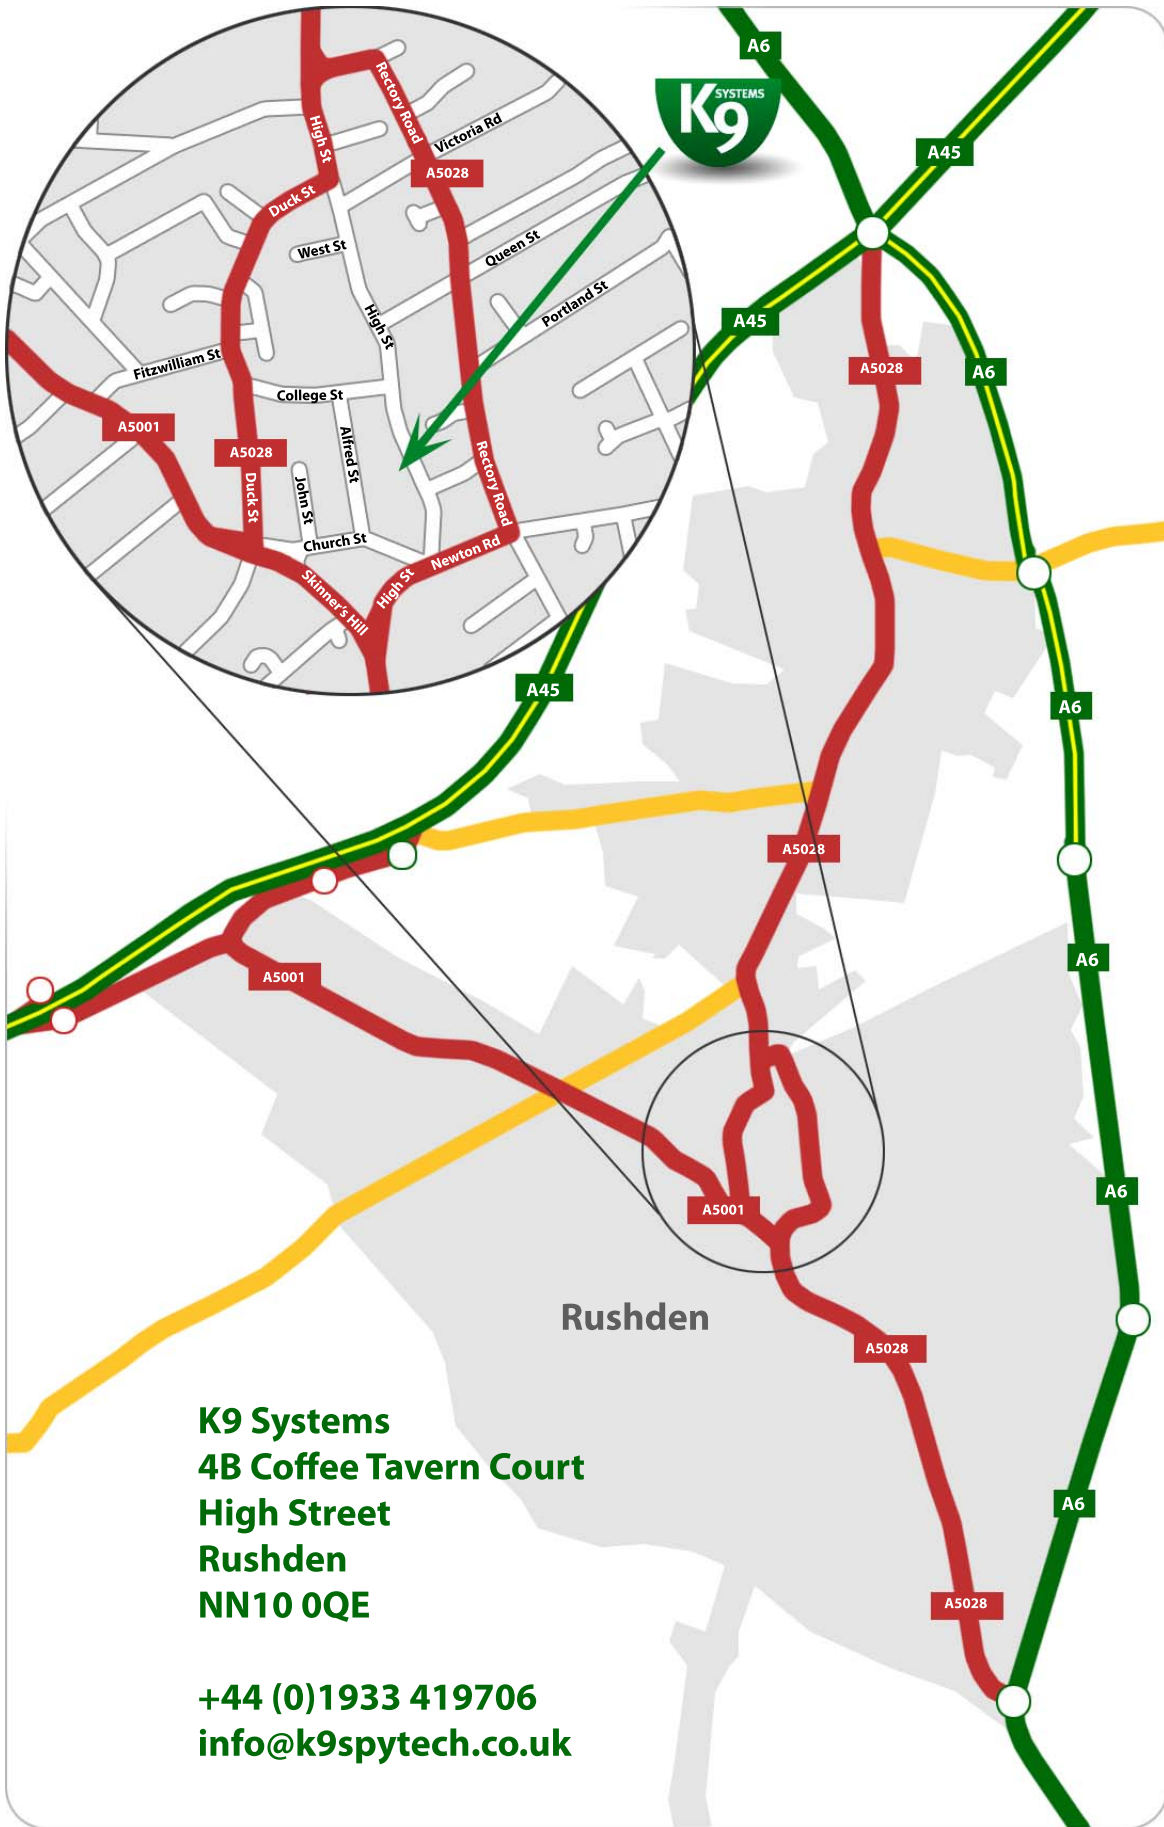 A6
K9 SYSTEMS
A45
High St
Rectory Road
Victoria Rd
A5028
Duck St
West St
Queen St
Portland St
High St
A45
Fitzwilliam St
College St
A5028
A6
A5001
Alfred St
A5028
Duck St
John St
Rectory Road
Church St
Newton Rd
Skinner's Hill
High St
A45
A6
A5028
A6
A5001
A6
A5001
Rushden
A5028
K9 Systems
4B Coffee Tavern Court
High Street
Rushden
NN10 0QE
A6
A5028
+44 (0)1933 419706
info@k9spytech.co.uk